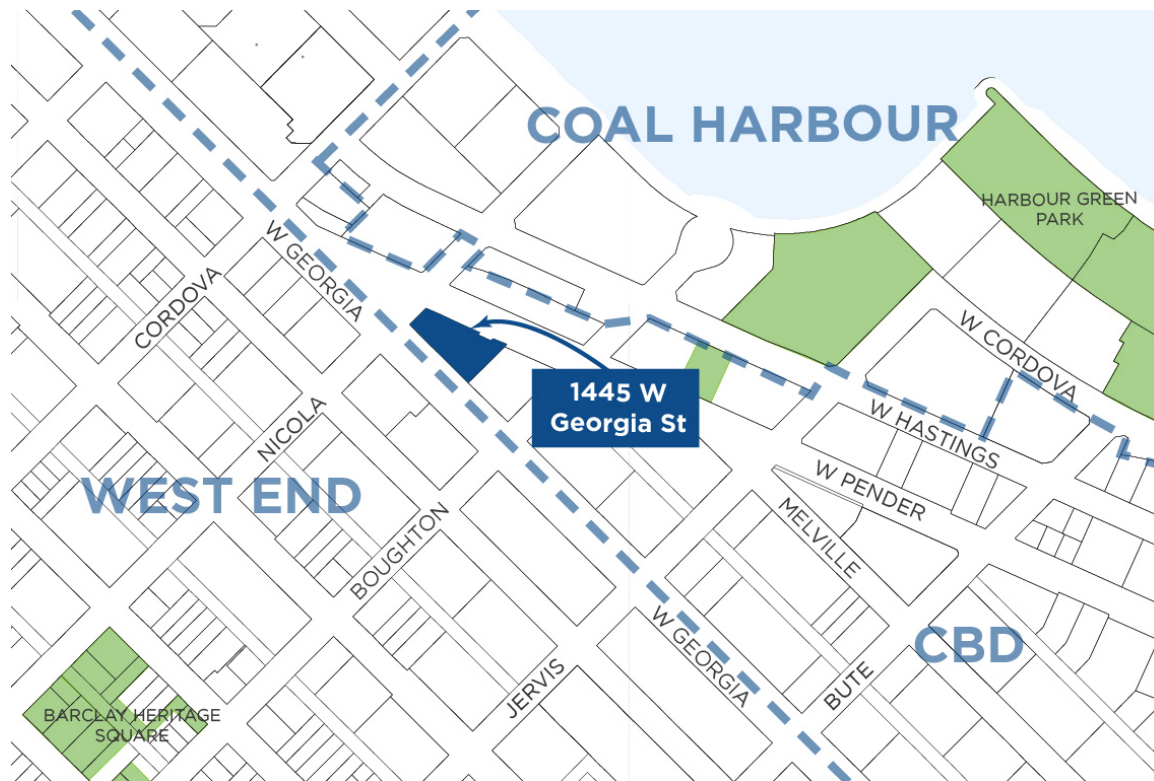 COAL HARBOUR
HARBOUR GREEN
PARK
W GEORGIA
CORDOVA
W CORDOVA
1445 W
Georgia St
NICOLA
W HASTINGS
WEST END
W PENDER
MELVILLE
BOUGHTON
W GEORGIA
CBD
JERVIS
BUTE
BARCLAY HERITAGE
SQUARE